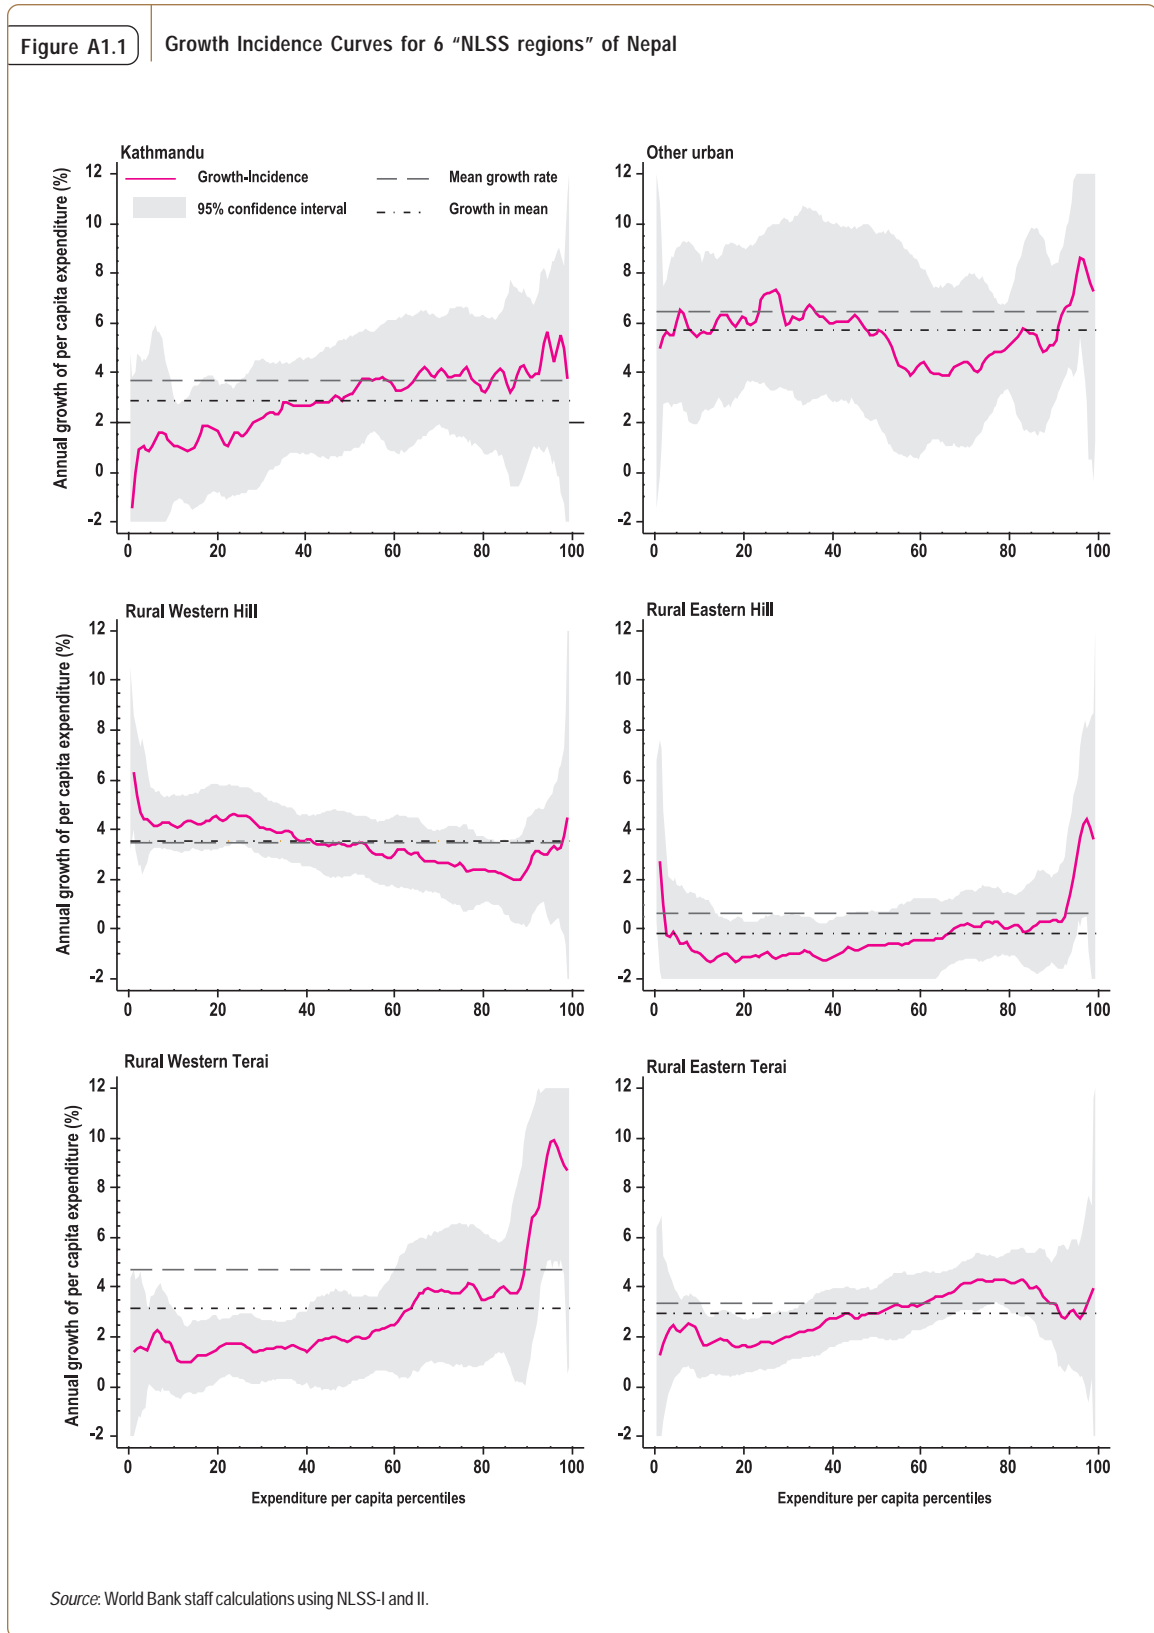 Figure A1.1
Growth Incidence Curves for 6 “NLSS regions” of Nepal
Kathmandu
Annual growth of per capita expenditure (%)
12
10
8
6
4
2
0
-2
Growth-Incidence
Mean growth rate
95% confidence interval
Growth in mean
0 20 40 60 80 100
Other urban
12
10
8
6
4
2
0
-2
0 20 40 60 80 100
Rural Western Hill
Annual growth of per capita expenditure (%)
12
10
8
6
4
2
0
-2
0 20 40 60 80 100
Rural Eastern Hill
12
10
8
6
4
2
0
-2
0 20 40 60 80 100
Rural Western Terai
Annual growth of per capita expenditure (%)
12
10
8
6
4
2
0
-2
0 20 40 60 80 100
Expenditure per capita percentiles
Rural Eastern Terai
12
10
8
6
4
2
0
-2
0 20 40 60 80 100
Expenditure per capita percentiles
Source: World Bank staff calculations using NLSS-I and II.